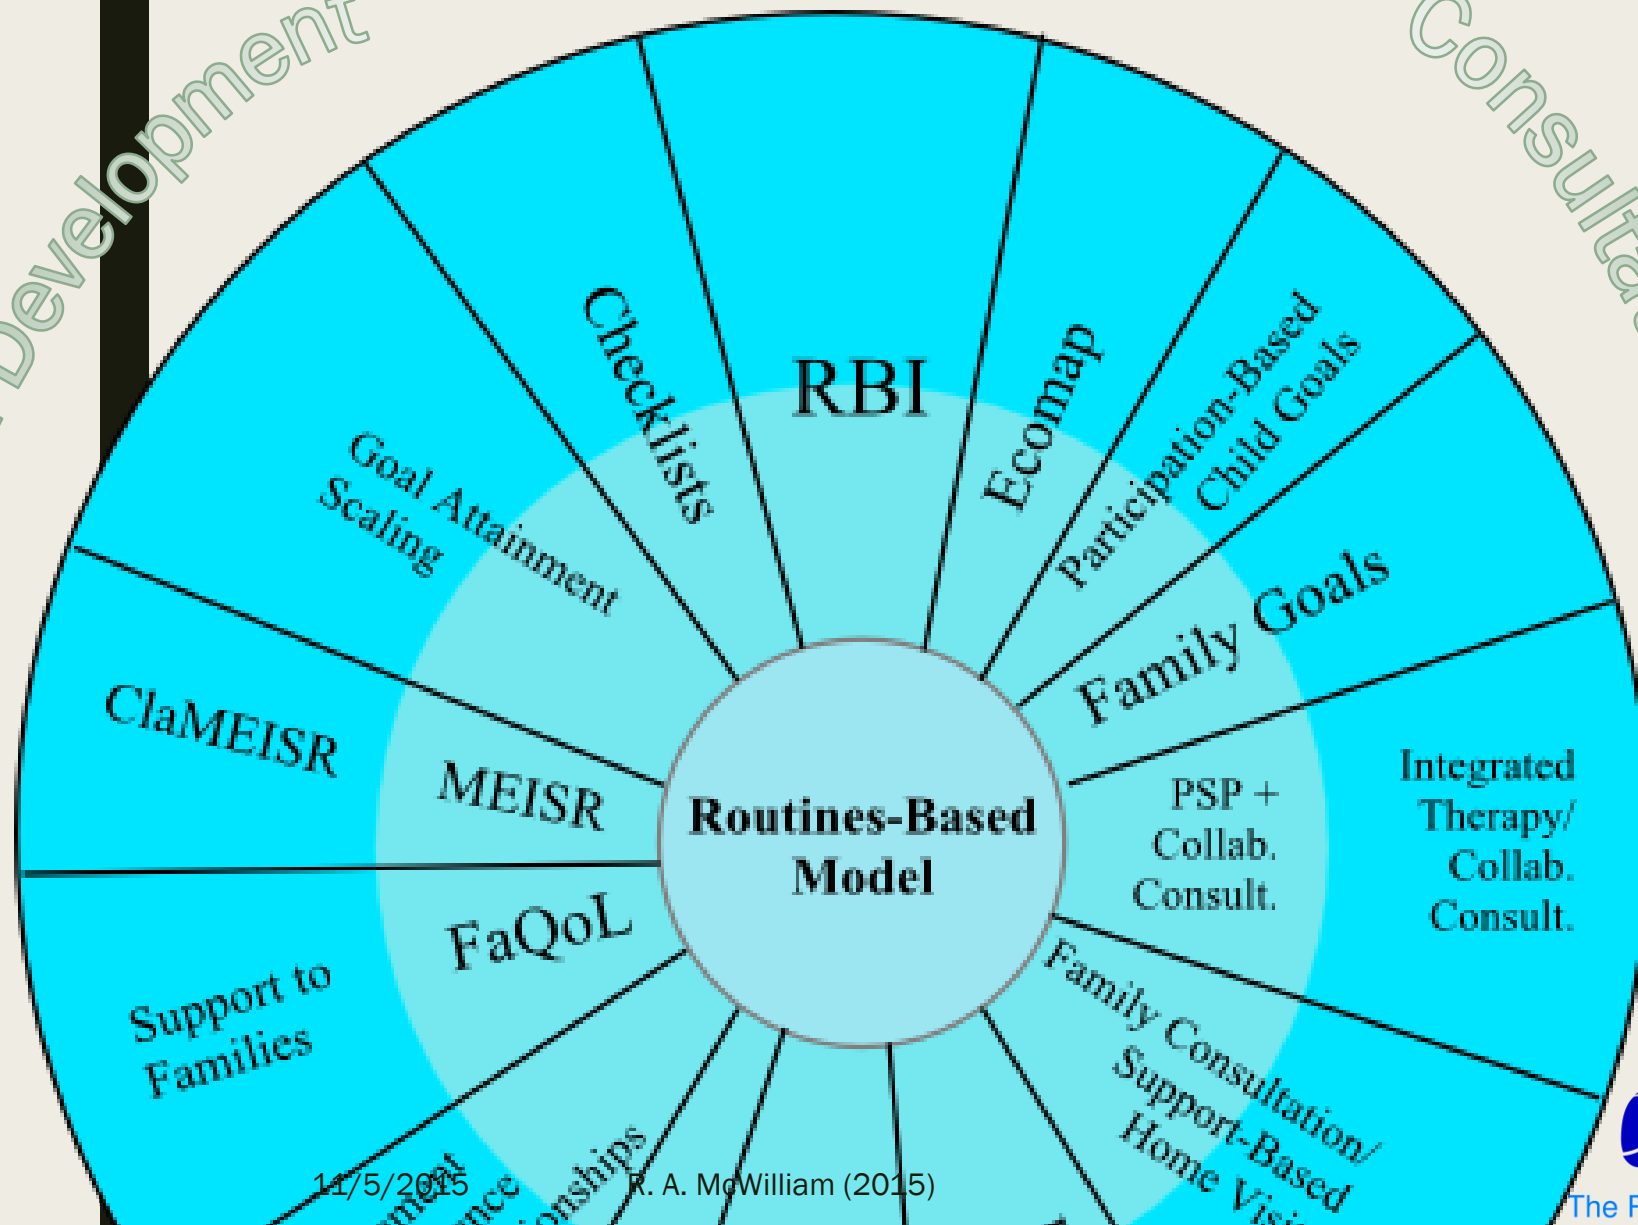 Development
Checklists
RBI
Ecomap
Participation-Based
Child Goals
Goal Attainment
Scaling
Family Goals
ClaMEISR
MEISR
Routines-Based
Model
PSP +
Collab.
Consult.
Integrated
Therapy/
Collab.
Consult.
FaQoL
Support to
Families
Family Consultation/
Support-Based
Home
11/5/2015
R. A. McWilliam (2015)
The